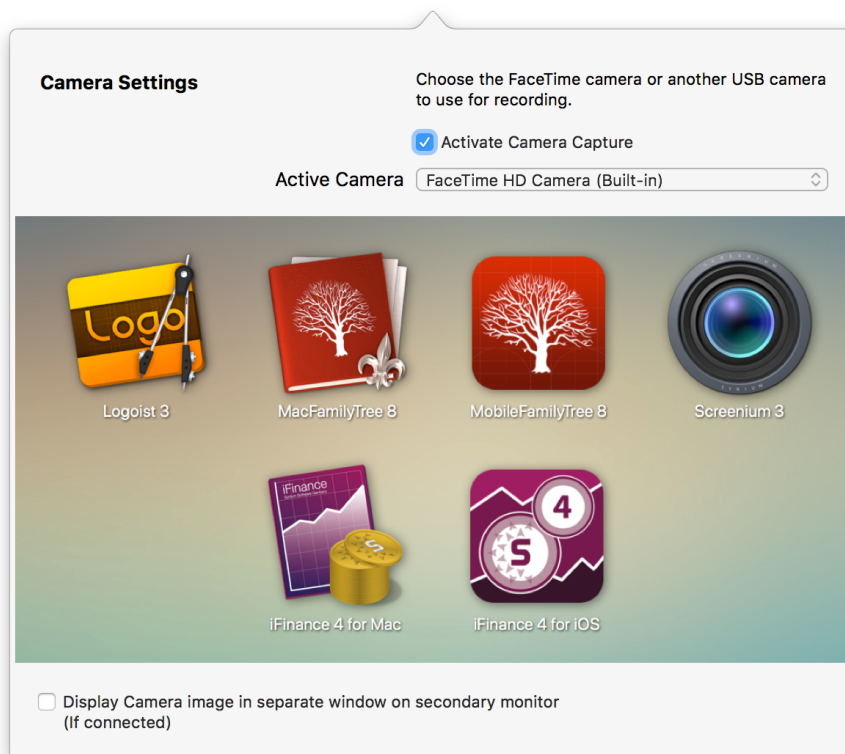 Camera Settings
Choose the FaceTime camera or another USB camera
to use for recording.
Activate Camera Capture
Active Camera
FaceTime HD Camera (Built-in)
Logo
SCREENIUM
Logoist 3
MacFamilyTree 8
MobileFamilyTree 8
Screenium 3
iFinance
4
S
S
iFinance 4 for Mac
iFinance 4 for iOS
Display Camera image in separate window on secondary monitor
(If connected)